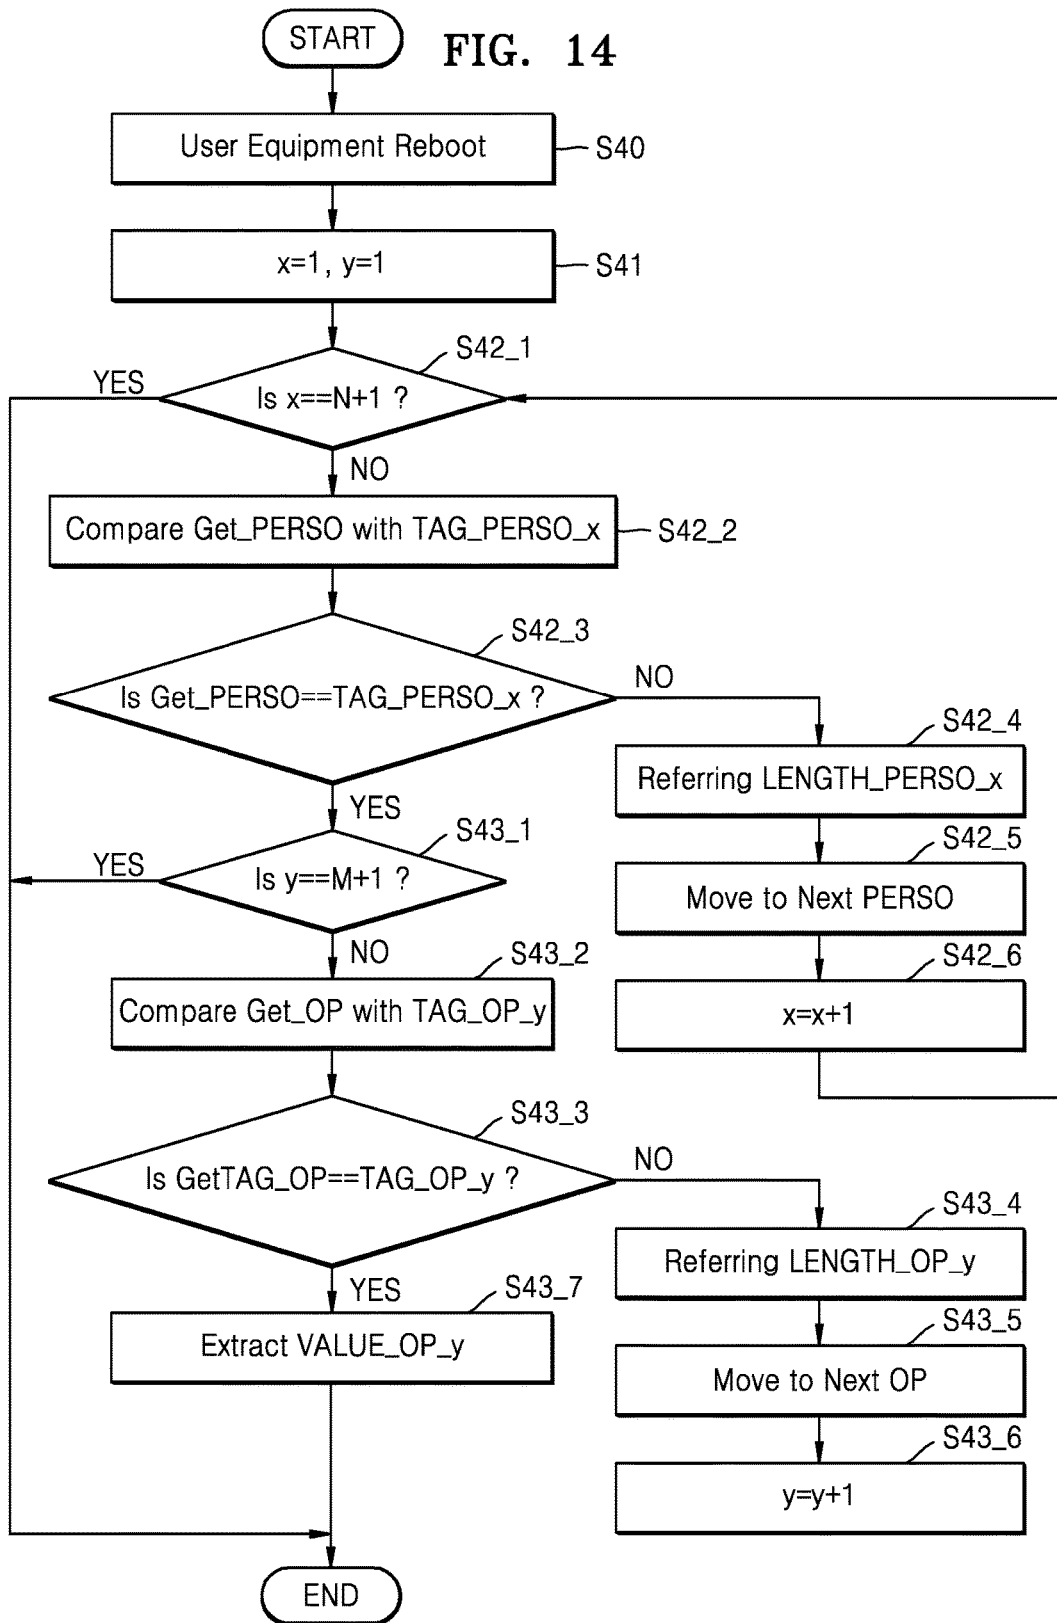 START
FIG. 14
User Equipment Reboot
S40
x=1, y=1
S41
S42_1
YES
Is x==N+1 ?
NO
Compare Get_PERSO with TAG_PERSO_x
S42_2
S42_3
Is Get_PERSO==TAG_PERSO_x ?
NO
S42_4
Referring LENGTH_PERSO_x
YES
S43_1
S42_5
YES
Is y==M+1 ?
Move to Next PERSO
NO
S43_2
S42_6
Compare Get_OP with TAG_OP_y
x=x+1
S43_3
Is GetTAG_OP==TAG_OP_y ?
NO
S43_4
Referring LENGTH_OP_y
YES
S43_7
S43_5
Extract VALUE_OP_y
Move to Next OP
S43_6
y=y+1
END